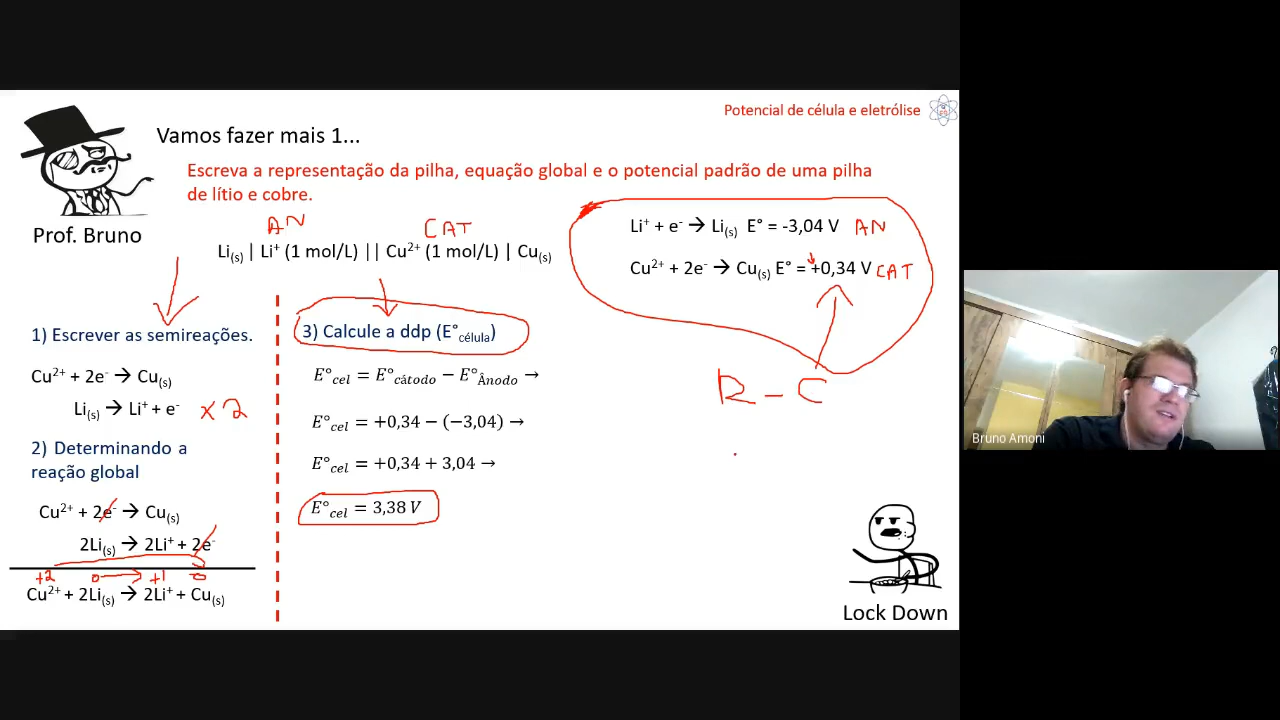 Potencial de célula e eletrólise
Vamos fazer mais 1...
Escreva a representação da pilha, equação global e o potencial padrão de uma pilha
de lítio e cobre.
Prof. Bruno
AN
CAT
Li(s) | Li⁺ (1 mol/L) || Cu²⁺ (1 mol/L) | Cu(s)
Li⁺ + e⁻ → Li(s) E° = -3,04 V AN
Cu²⁺ + 2e⁻ → Cu(s) E° = +0,34 V CAT
R - C
1) Escrever as semireações.
Cu²⁺ + 2e⁻ → Cu(s)
Li(s) → Li⁺ + e⁻ x2
2) Determinando a
reação global
Cu²⁺ + 2e⁻ → Cu(s)
2Li(s) → 2Li⁺ + 2e⁻
+2 0 +1 0
Cu²⁺ + 2Li(s) → 2Li⁺ + Cu(s)
3) Calcule a ddp (E°célula)
E°cel = E°cátodo − E°Ânodo →
E°cel = +0,34 − (−3,04) →
E°cel = +0,34 + 3,04 →
E°cel = 3,38 V
Lock Down
Bruno Amoni